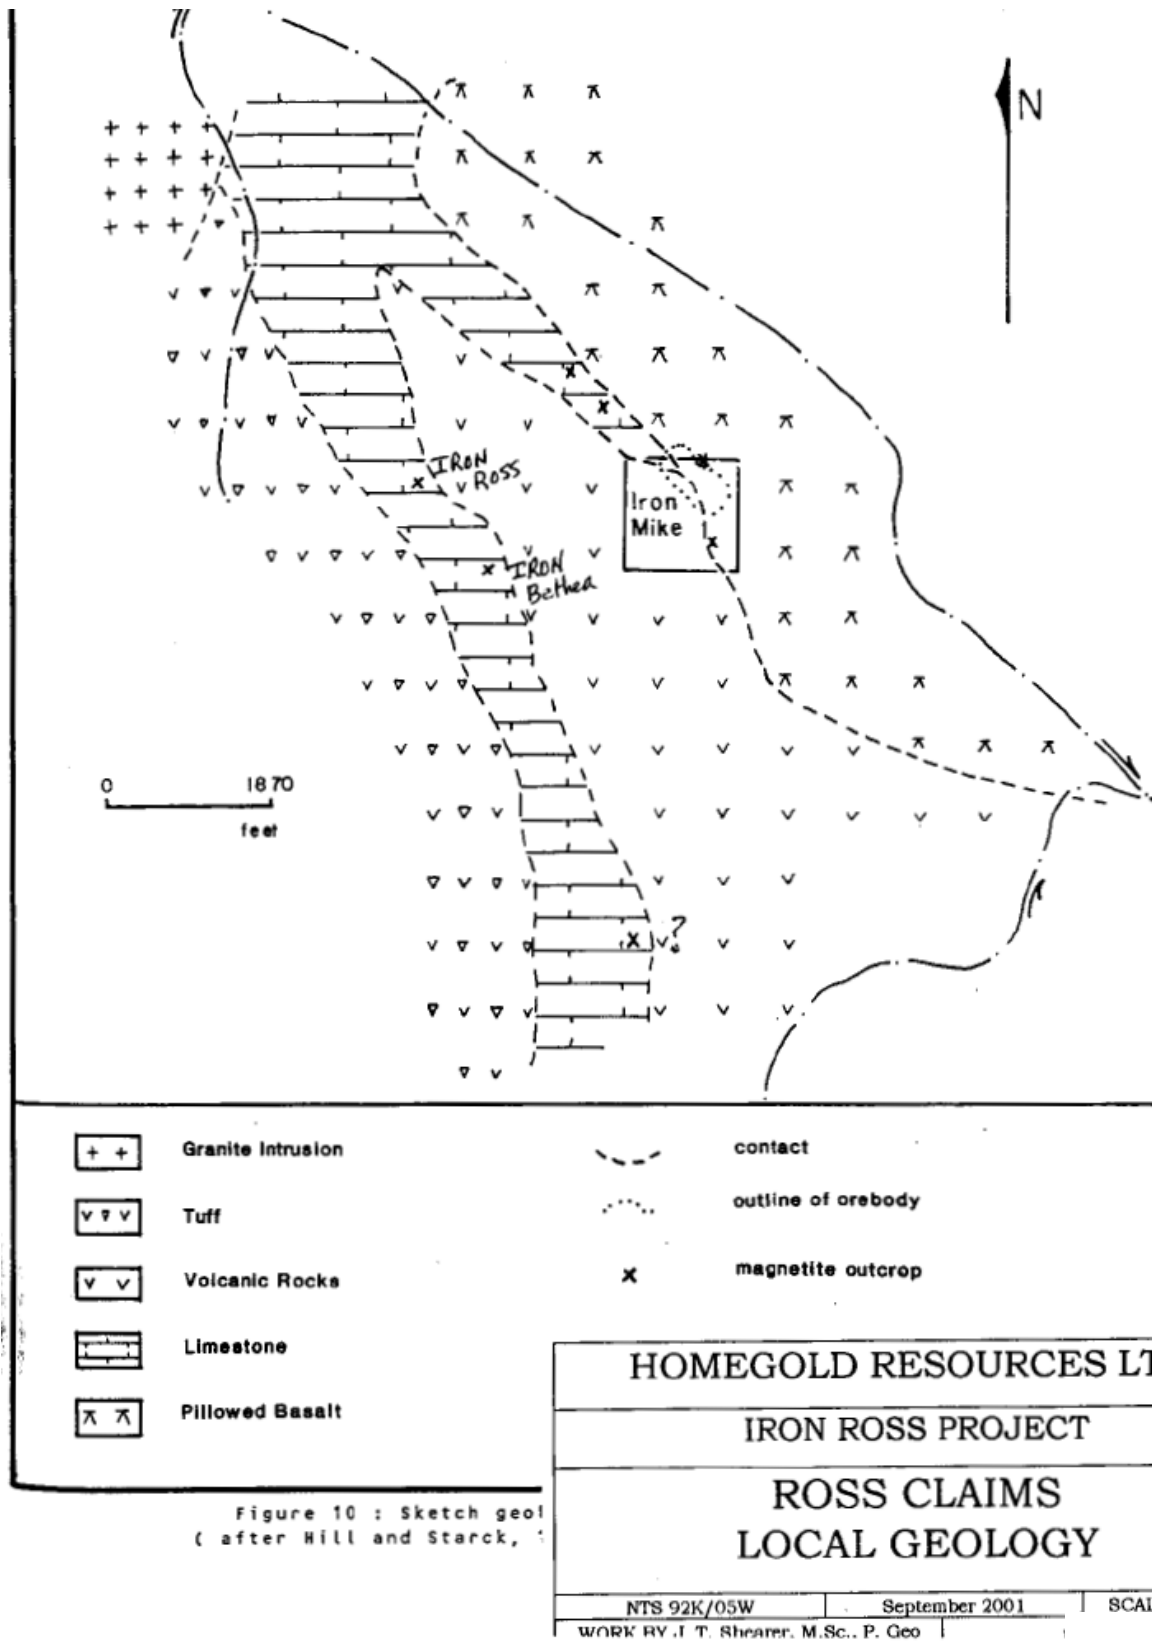 N
IRON
ROSS
Iron
Mike
IRON
Bethea
0 1870
feet
?
Granite Intrusion
Tuff
Volcanic Rocks
Limestone
Pillowed Basalt
contact
outline of orebody
magnetite outcrop
HOMEGOLD RESOURCES LT
IRON ROSS PROJECT
ROSS CLAIMS
LOCAL GEOLOGY
NTS 92K/05W September 2001 SCAL
WORK BY J. T. Shearer, M.Sc., P. Geo
Figure 10 : Sketch geol
( after Hill and Starck,